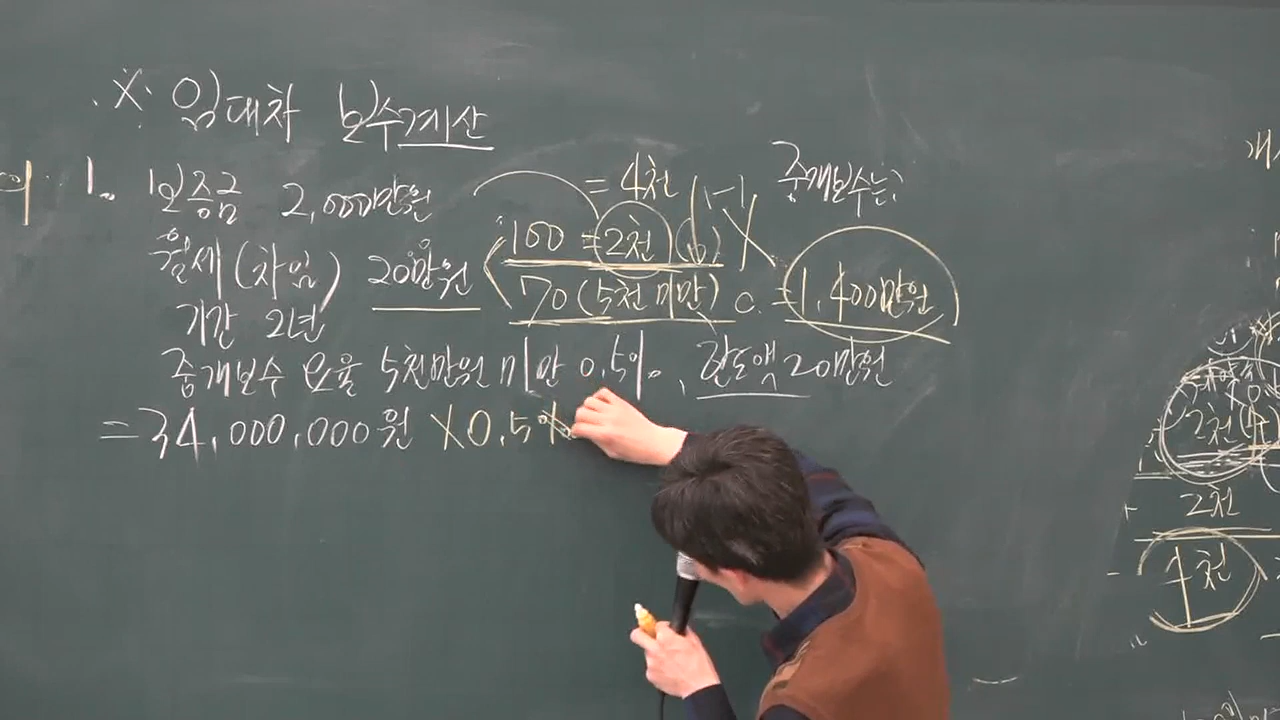 ※ 임대차 보수계산
예 1. 보증금 2,000만원
= 4천
중개보수는?
월세(차임) 20만원
100 = 2천 (↓) X
70 (5천 미만) 0. = 1,400만원
기간 2년
중개보수 요율 5천만원 미만 0.5%, 한도액 20만원
= 34,000,000원 X 0.5%
2천
2천
4천